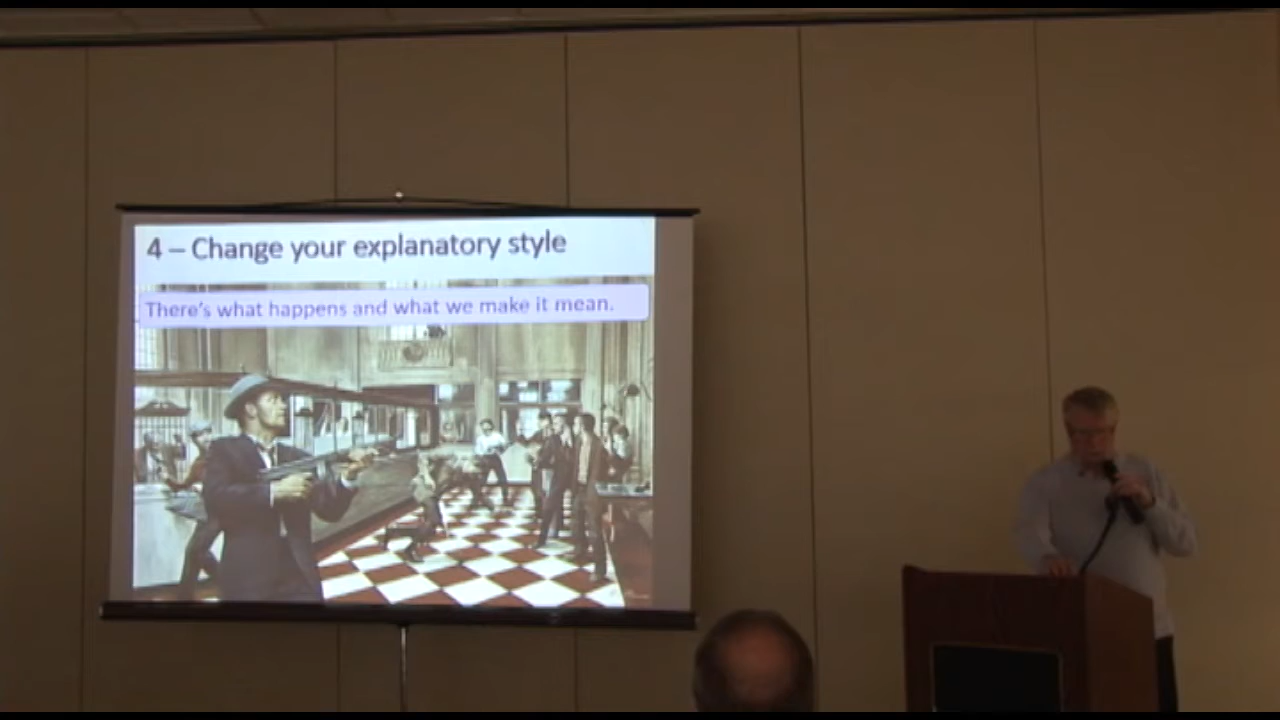 4 – Change your explanatory style
There's what happens and what we make it mean.